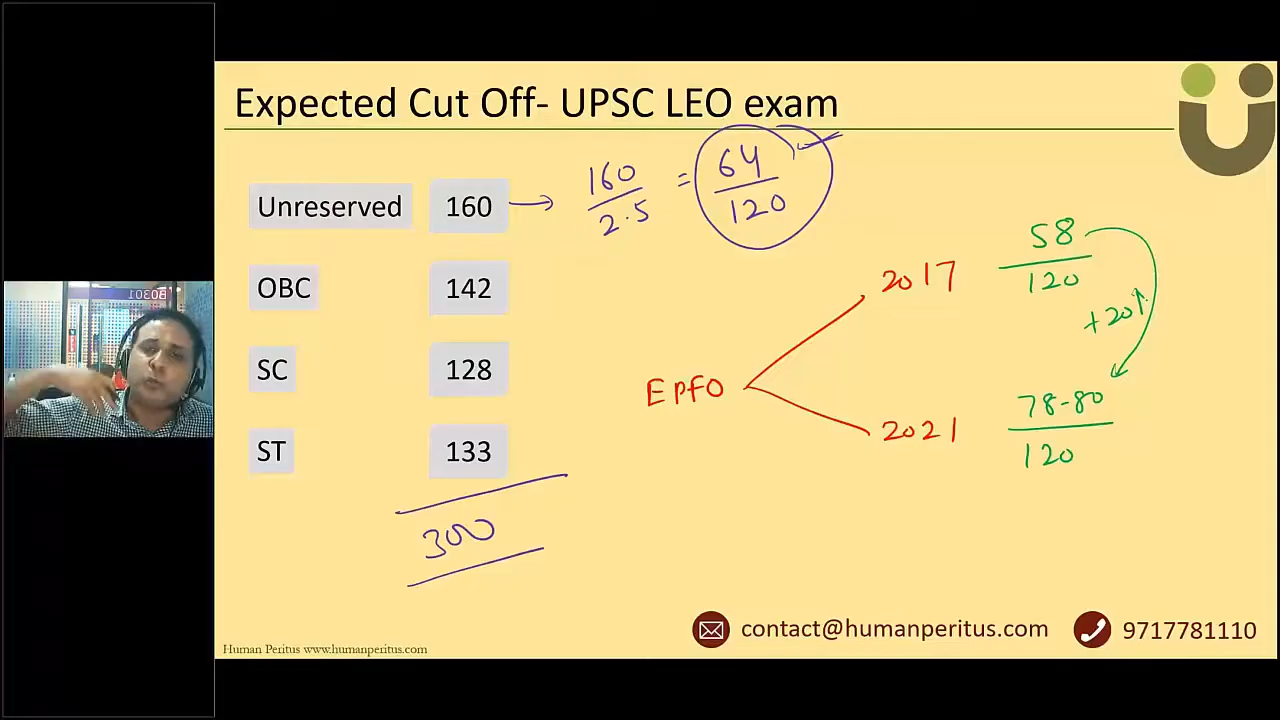 Expected Cut Off- UPSC LEO exam
Unreserved 160 → 160/2.5 = 64/120
OBC 142
SC 128
ST 133
300
EPFO
2017 58/120
+20↑
2021 78-80/120
B0301
contact@humanperitus.com 9717781110
Human Peritus www.humanperitus.com